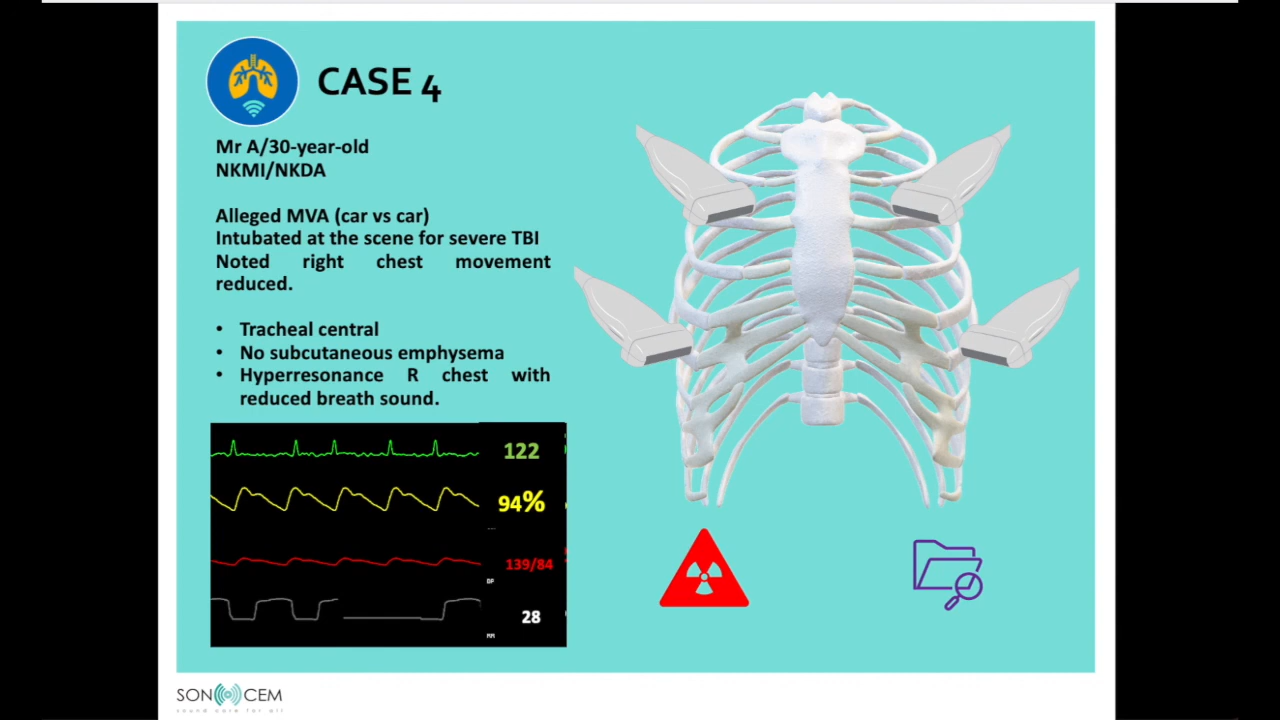 CASE 4
Mr A/30-year-old
NKMI/NKDA
Alleged MVA (car vs car)
Intubated at the scene for severe TBI
Noted right chest movement
reduced.
• Tracheal central
• No subcutaneous emphysema
• Hyperresonance R chest with
reduced breath sound.
122
94%
139/84
BP
28
MM
SON CEM
sound care for all